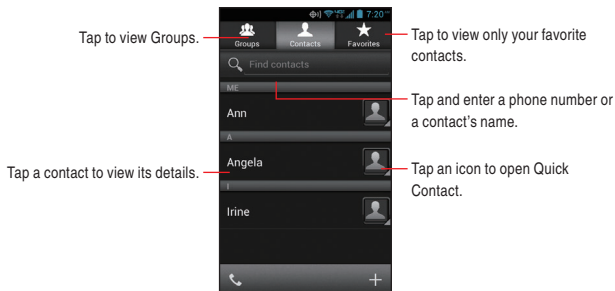 7:20
Tap to view Groups.
Groups
Contacts
Favorites
Tap to view only your favorite
contacts.
Find contacts
ME
Ann
Tap and enter a phone number or
a contact's name.
A
Angela
Tap a contact to view its details.
Tap an icon to open Quick
Contact.
I
Irine